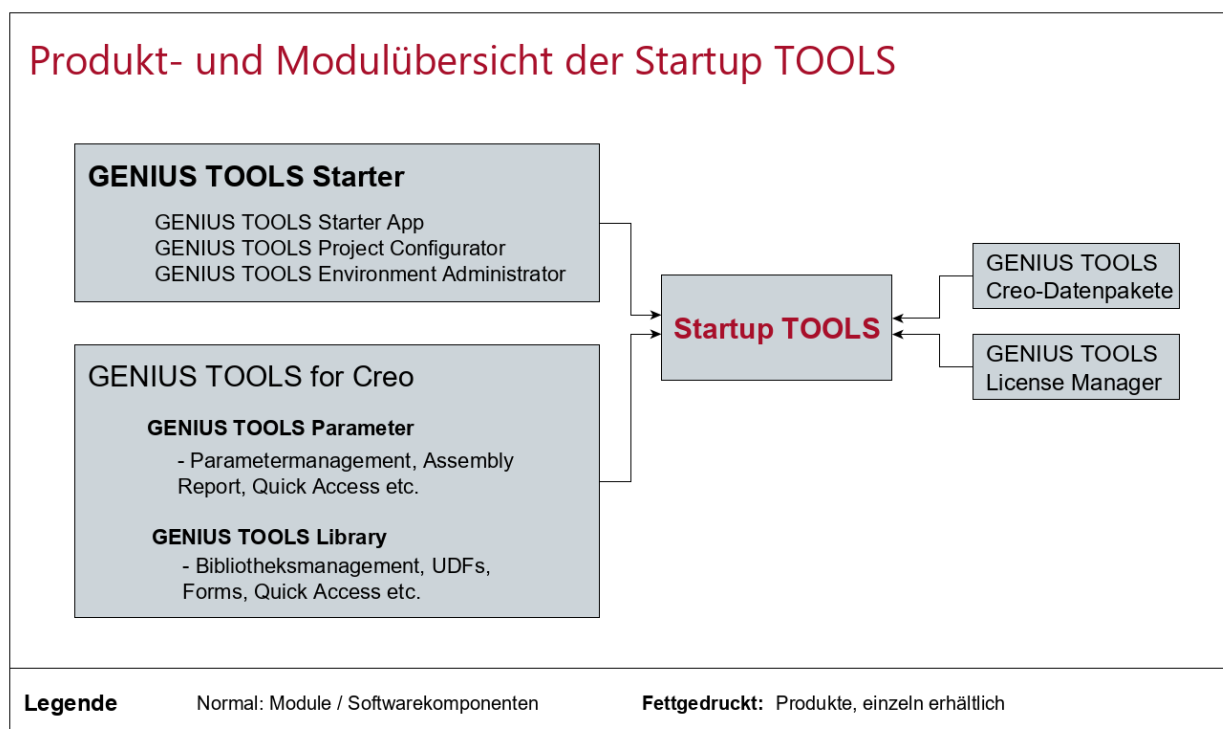 Produkt- und Modulübersicht der Startup TOOLS
GENIUS TOOLS Starter
GENIUS TOOLS Starter App
GENIUS TOOLS Project Configurator
GENIUS TOOLS Environment Administrator
GENIUS TOOLS for Creo
GENIUS TOOLS Parameter
- Parametermanagement, Assembly
Report, Quick Access etc.
GENIUS TOOLS Library
- Bibliotheksmanagement, UDFs,
Forms, Quick Access etc.
Startup TOOLS
GENIUS TOOLS
Creo-Datenpakete
GENIUS TOOLS
License Manager
Legende
Normal: Module / Softwarekomponenten
Fettgedruckt: Produkte, einzeln erhältlich